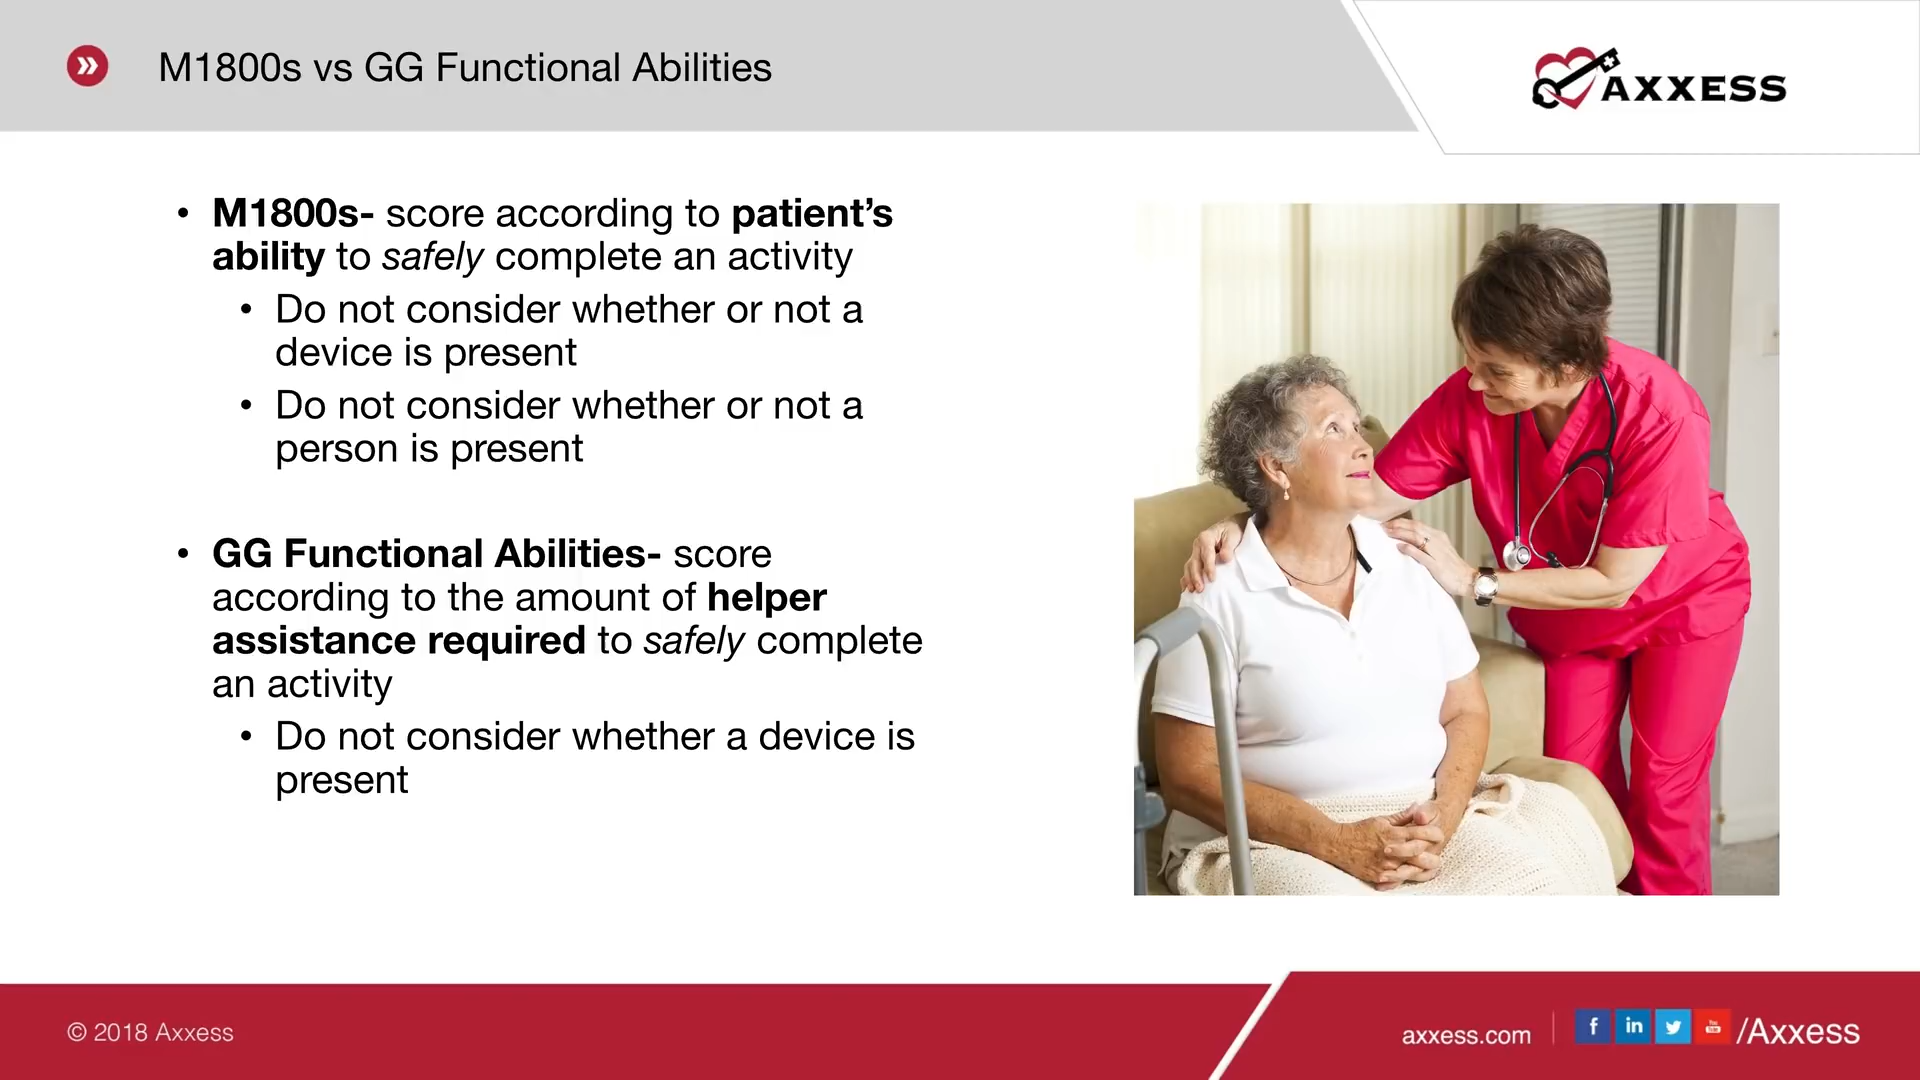 M1800s vs GG Functional Abilities
AXXESS
• M1800s- score according to patient’s
ability to safely complete an activity
• Do not consider whether or not a
device is present
• Do not consider whether or not a
person is present
• GG Functional Abilities- score
according to the amount of helper
assistance required to safely complete
an activity
• Do not consider whether a device is
present
© 2018 Axxess
axxess.com
/Axxess